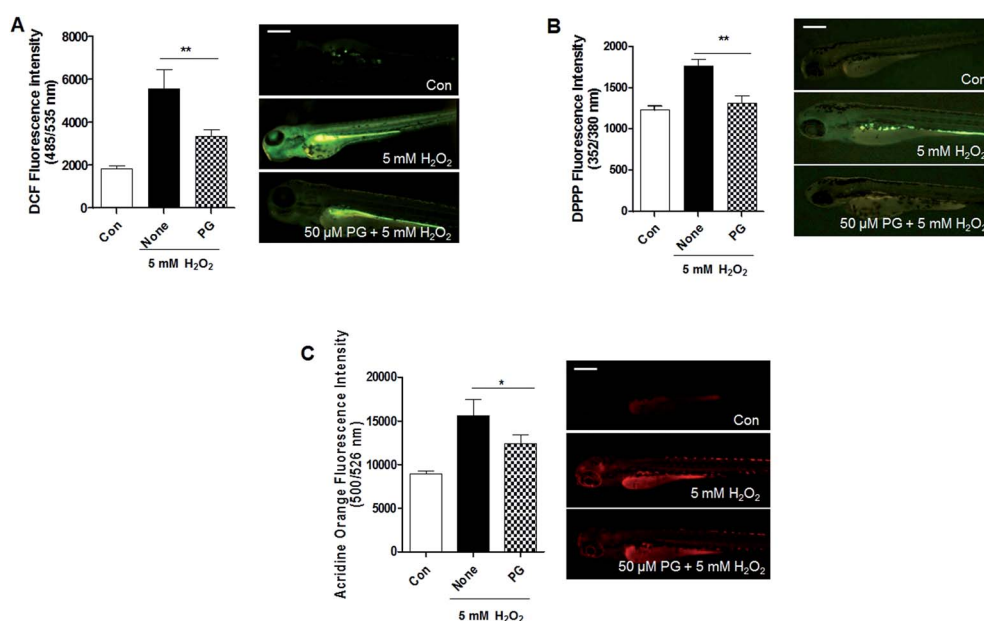 A
DCF Fluorescence Intensity
(485/535 nm)
8000
6000
4000
2000
0
**
Con
None
PG
5 mM H₂O₂
Con
5 mM H₂O₂
50 µM PG + 5 mM H₂O₂
B
DPPP Fluorescence Intensity
(352/380 nm)
2000
1500
1000
500
0
**
Con
None
PG
5 mM H₂O₂
Con
5 mM H₂O₂
50 µM PG + 5 mM H₂O₂
C
Acridine Orange Fluorescence Intensity
(500/526 nm)
20000
15000
10000
5000
0
*
Con
None
PG
5 mM H₂O₂
Con
5 mM H₂O₂
50 µM PG + 5 mM H₂O₂